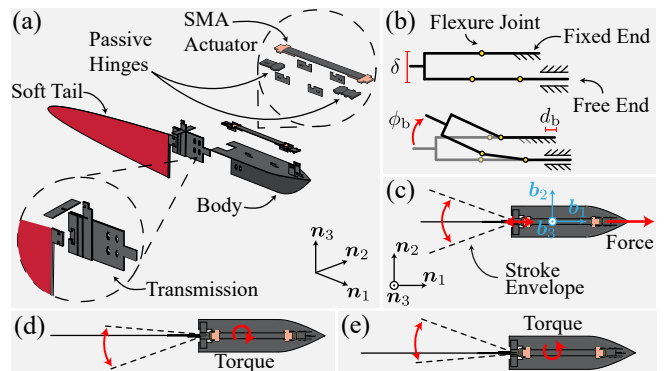 (a)
SMA
Actuator
Passive
Hinges
Soft Tail
Body
Transmission
n₃
n₂
n₁
(b)
Flexure Joint
Fixed End
δ
Free End
ϕb
db
(c)
b₂
b₁
b₃
Force
n₂
n₁
n₃
Stroke
Envelope
(d)
Torque
(e)
Torque